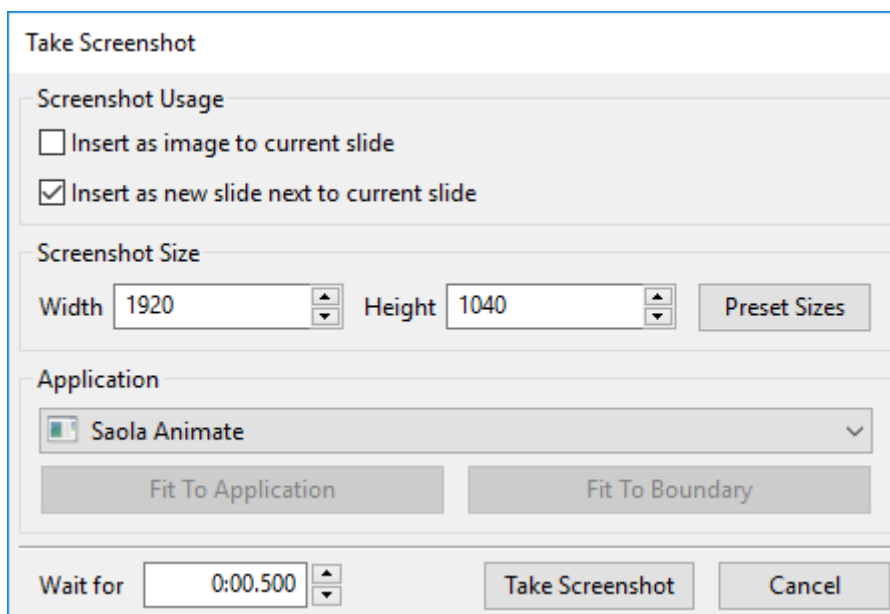 Take Screenshot
Screenshot Usage
Insert as image to current slide
Insert as new slide next to current slide
Screenshot Size
Width 1920 Height 1040 Preset Sizes
Application
Saola Animate
Fit To Application Fit To Boundary
Wait for 0:00.500 Take Screenshot Cancel